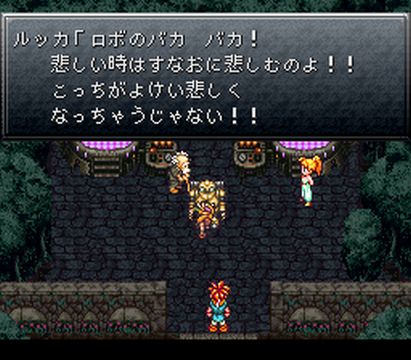 ルッカ「ロボのバカ　バカ！
悲しい時はすなおに悲しむのよ！！
こっちがよけい悲しく
なっちゃうじゃない！！